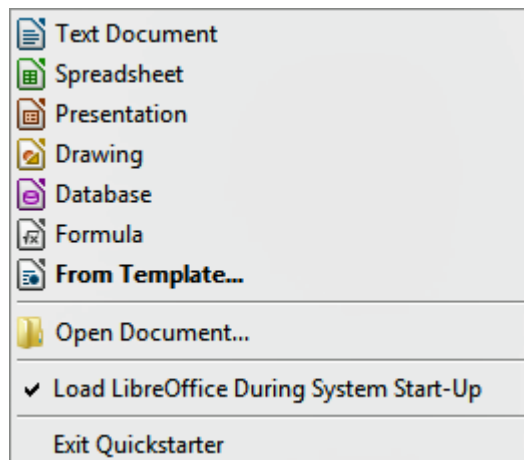 Text Document
Spreadsheet
Presentation
Drawing
Database
Formula
From Template...
Open Document...
Load LibreOffice During System Start-Up
Exit Quickstarter